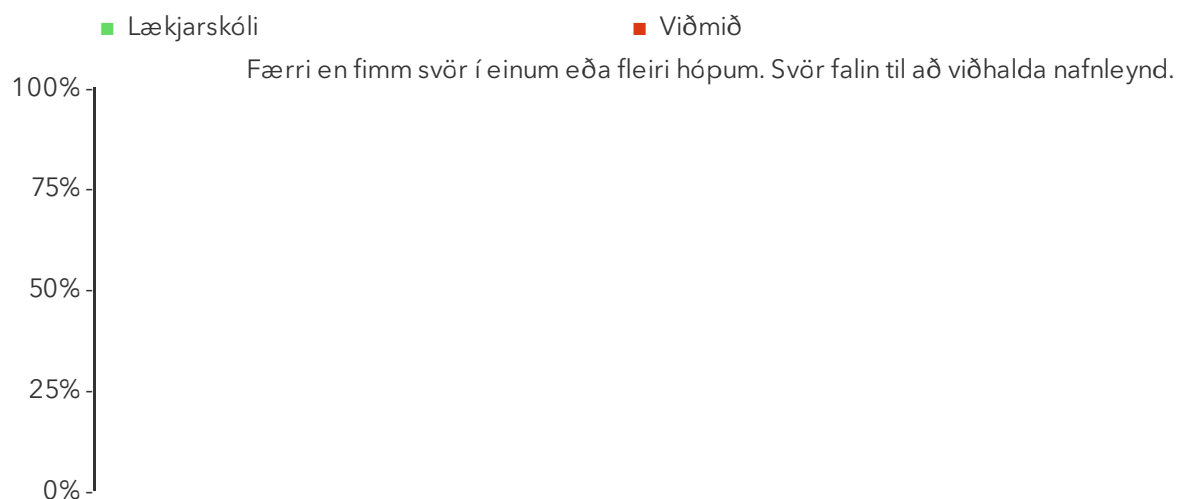 Lækjarskóli Viðmið
Færri en fimm svör í einum eða fleiri hópum. Svör falin til að viðhalda nafnleynd.
100%
75%
50%
25%
0%